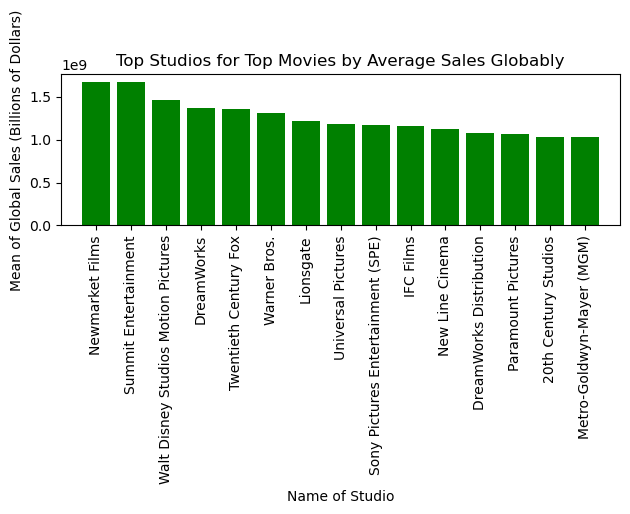 Top Studios for Top Movies by Average Sales Globably
1e9
Mean of Global Sales (Billions of Dollars)
1.5
1.0
0.5
0.0
Newmarket Films
Summit Entertainment
Walt Disney Studios Motion Pictures
DreamWorks
Twentieth Century Fox
Warner Bros.
Lionsgate
Universal Pictures
Sony Pictures Entertainment (SPE)
IFC Films
New Line Cinema
DreamWorks Distribution
Paramount Pictures
20th Century Studios
Metro-Goldwyn-Mayer (MGM)
Name of Studio